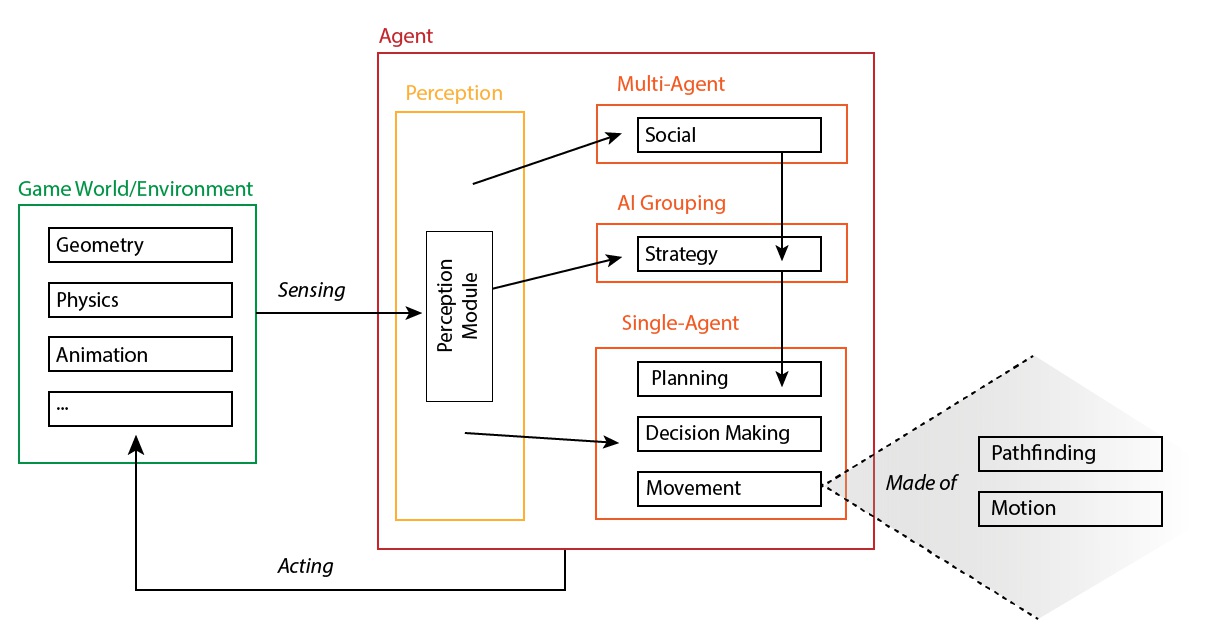 Agent
Perception
Multi-Agent
Social
Game World/Environment
AI Grouping
Geometry
Strategy
Sensing
Physics
Perception
Module
Single-Agent
Animation
Planning
...
Decision Making
Movement
Made of
Pathfinding
Motion
Acting